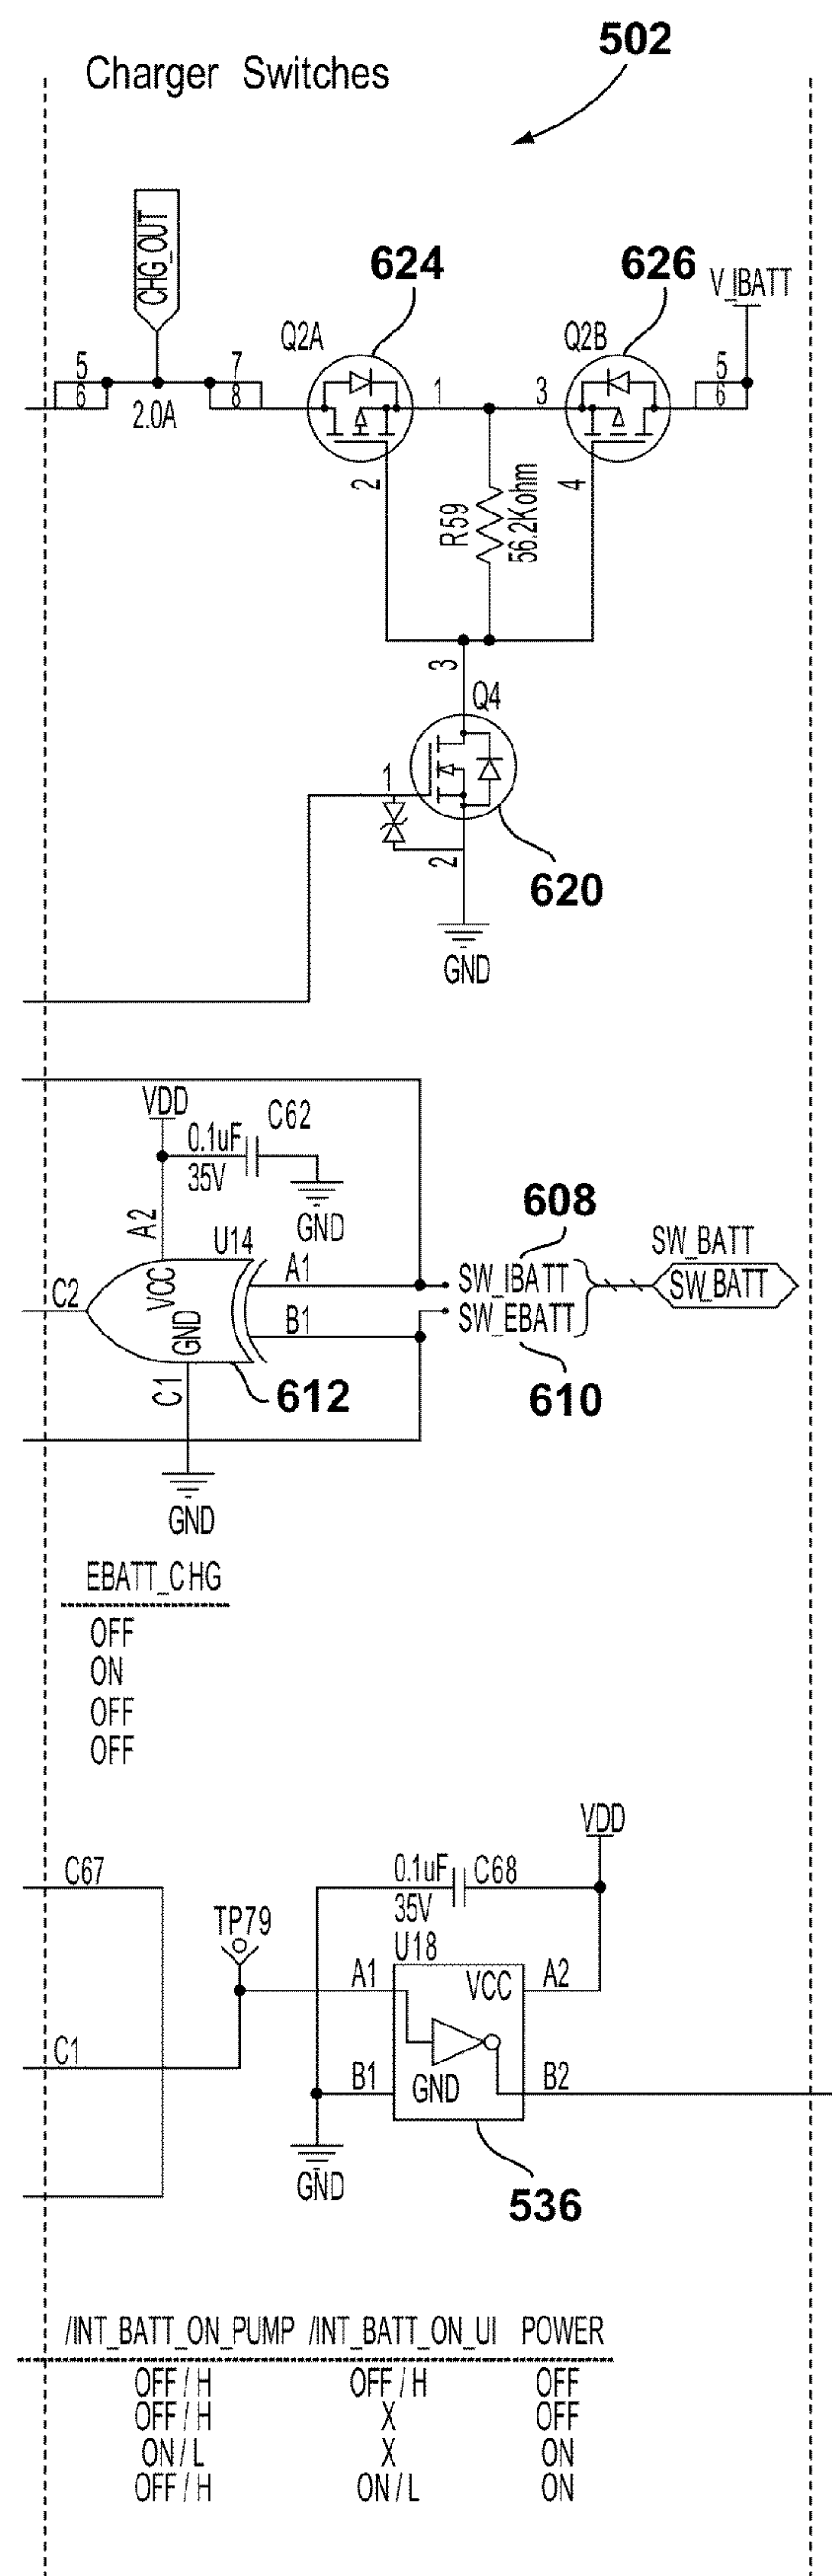 502
Charger Switches
CHG_OUT
624
626
V_IBATT
Q2A
Q2B
5
7
5
6
8
1
3
6
2.0A
2
R59
56.2Kohm
4
3
Q4
1
2
620
GND
VDD
C62
0.1uF
35V
A2
GND
608
U14
SW_BATT
A1
SW_IBATT
SW_BATT
C2
VCC
GND
B1
SW_EBATT
C1
612
610
GND
EBATT_CHG
OFF
ON
OFF
OFF
VDD
C67
0.1uF
C68
35V
TP79
U18
A1
VCC
A2
C1
B1
GND
B2
GND
536
/INT_BATT_ON_PUMP /INT_BATT_ON_UI POWER
OFF/H OFF/H OFF
OFF/H X OFF
ON/L X ON
OFF/H ON/L ON